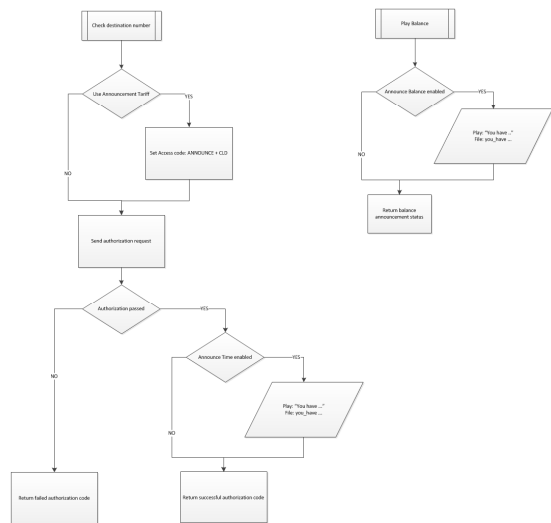 Check destination number
Use Announcement Tariff
YES
Set Access code: ANNOUNCE + CLD
NO
Send authorization request
Authorization passed
YES
Announce Time enabled
YES
NO
Play: "You have ..."
File: you_have ...
NO
Return failed authorization code
Return successful authorization code
Play Balance
Announce Balance enabled
YES
Play: "You have .."
File: you_have ...
NO
Return balance
announcement status